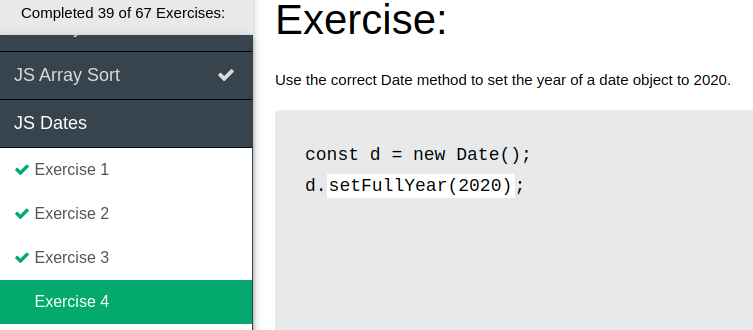 Completed 39 of 67 Exercises:
JS Array Sort
JS Dates
Exercise 1
Exercise 2
Exercise 3
Exercise 4
Exercise:
Use the correct Date method to set the year of a date object to 2020.
const d = new Date();
d.setFullYear(2020);